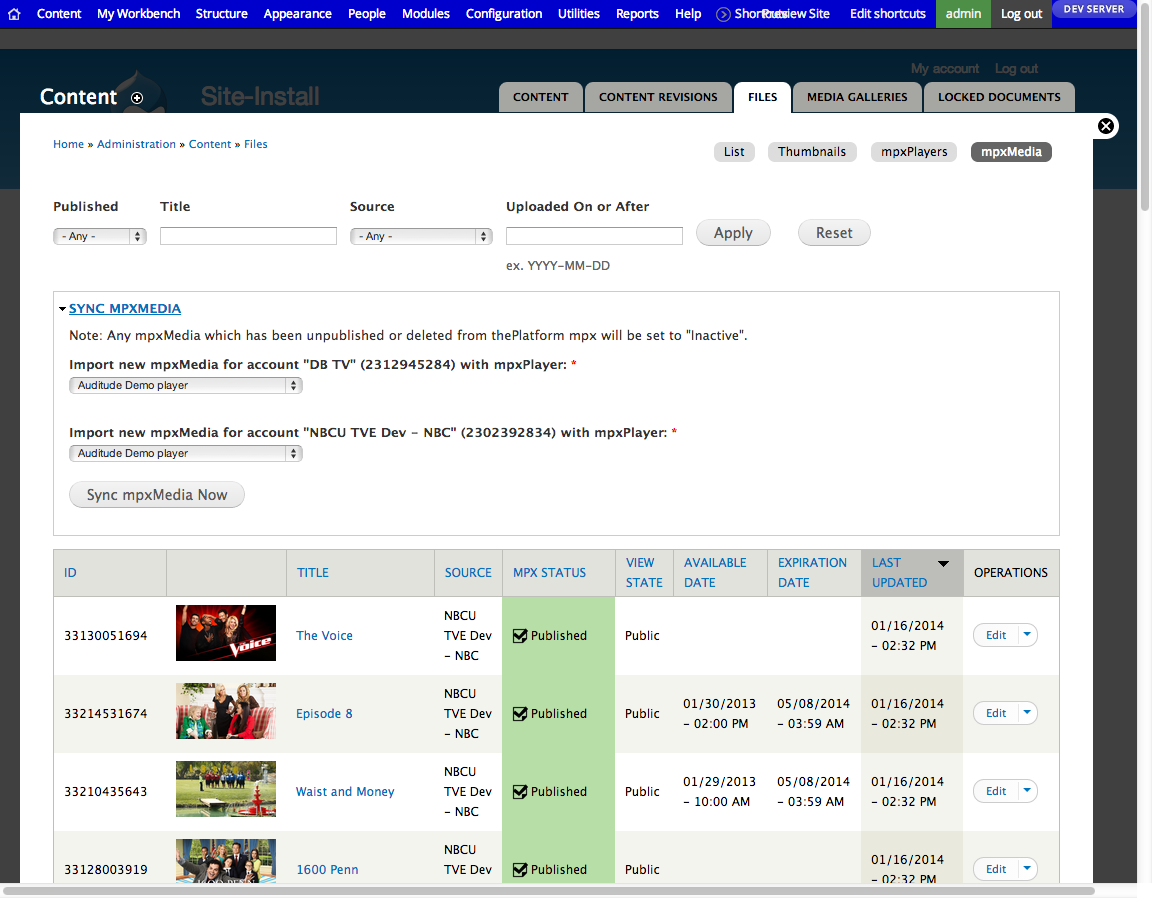 Content My Workbench Structure Appearance People Modules Configuration Utilities Reports Help Shortcuts Preview Site Edit shortcuts admin Log out DEV SERVER
My account Log out
Content Site-Install
CONTENT CONTENT REVISIONS FILES MEDIA GALLERIES LOCKED DOCUMENTS
Home » Administration » Content » Files
List Thumbnails mpxPlayers mpxMedia
Published Title Source Uploaded On or After
- Any - - Any - Apply Reset
ex. YYYY-MM-DD
SYNC MPXMEDIA
Note: Any mpxMedia which has been unpublished or deleted from thePlatform mpx will be set to "Inactive".
Import new mpxMedia for account "DB TV" (2312945284) with mpxPlayer: *
Auditude Demo player
Import new mpxMedia for account "NBCU TVE Dev - NBC" (2302392834) with mpxPlayer: *
Auditude Demo player
Sync mpxMedia Now
ID TITLE SOURCE MPX STATUS VIEW STATE AVAILABLE DATE EXPIRATION DATE LAST UPDATED OPERATIONS
33130051694 Voice The Voice NBCU TVE Dev - NBC Published Public 01/16/2014 - 02:32 PM Edit
33214531674 Episode 8 NBCU TVE Dev - NBC Published Public 01/30/2013 - 02:00 PM 05/08/2014 - 03:59 AM 01/16/2014 - 02:32 PM Edit
33210435643 Waist and Money NBCU TVE Dev - NBC Published Public 01/29/2013 - 10:00 AM 05/08/2014 - 03:59 AM 01/16/2014 - 02:32 PM Edit
33128003919 1600 Penn NBCU TVE Dev Published Public 01/16/2014 - 02:32 PM Edit